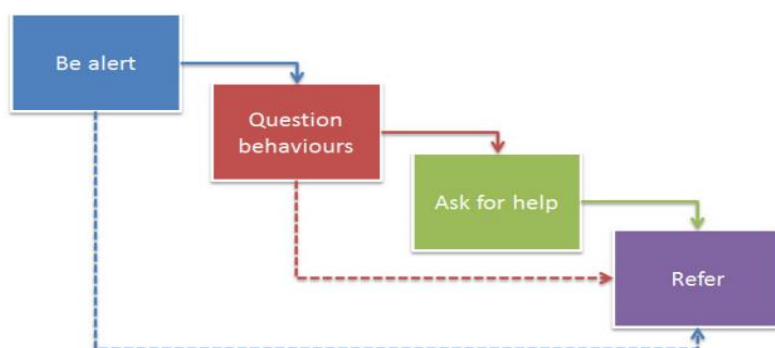 Be alert
Question
behaviours
Ask for help
Refer